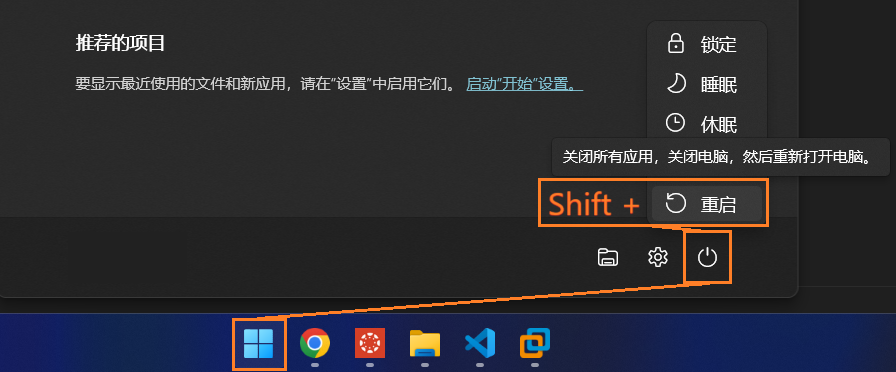 推荐的项目
要显示最近使用的文件和新应用，请在"设置"中启用它们。 启动"开始"设置。
锁定
睡眠
休眠
关闭所有应用，关闭电脑，然后重新打开电脑。
Shift + 重启